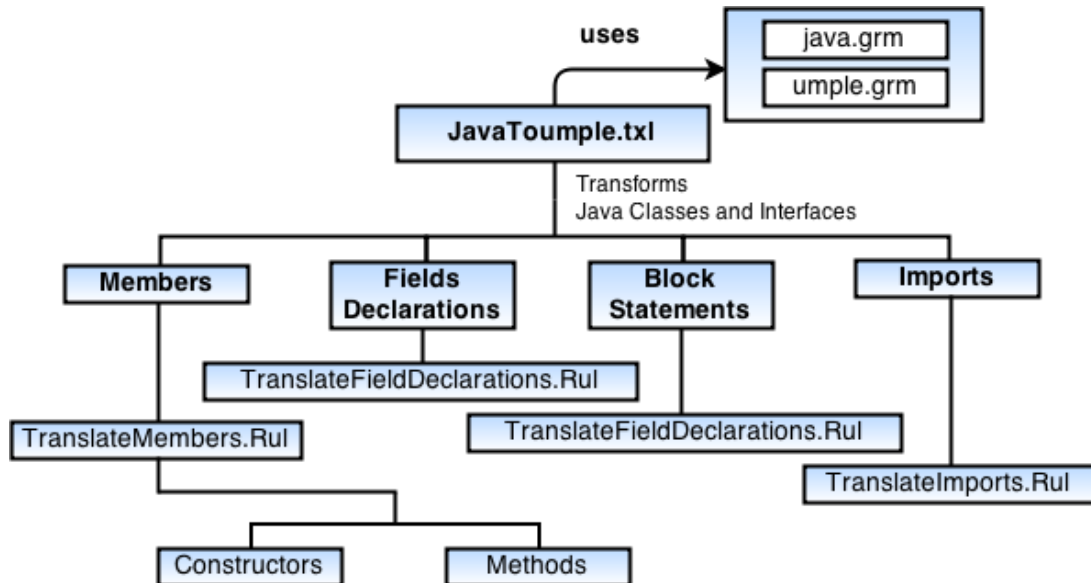 uses
java.grm
umple.grm
JavaToumple.txl
Transforms
Java Classes and Interfaces
Members
Fields
Declarations
Block
Statements
Imports
TranslateFieldDeclarations.Rul
TranslateMembers.Rul
TranslateFieldDeclarations.Rul
TranslateImports.Rul
Constructors
Methods